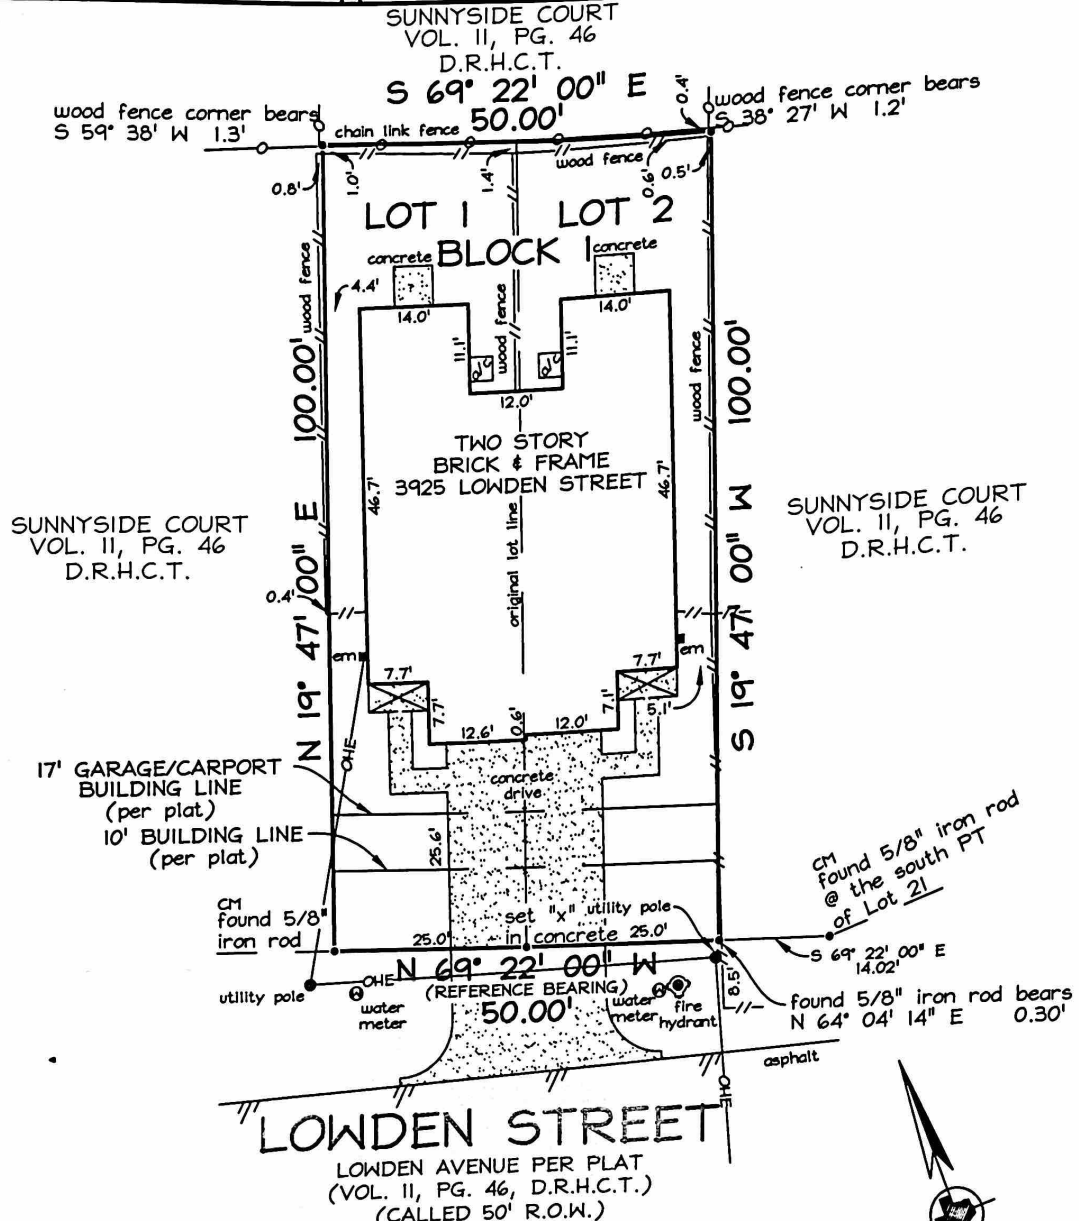 SUNNYSIDE COURT
VOL. 11, PG. 46
D.R.H.C.T.
S 69° 22' 00" E
50.00'
wood fence corner bears
S 59° 38' W 1.3'
chain link fence
0.4'
wood fence corner bears
S 38° 27' W 1.2'
wood fence
0.8'
1.0'
1.4'
0.6'
0.5'
LOT 1
LOT 2
BLOCK 1
concrete
concrete
wood fence
4.4'
14.0'
14.0'
11.1'
wood fence
11.1'
A/C
A/C
12.0'
wood fence
100.00'
100.00'
TWO STORY
BRICK & FRAME
3925 LOWDEN STREET
46.7'
46.7'
original lot line
SUNNYSIDE COURT
VOL. 11, PG. 46
D.R.H.C.T.
SUNNYSIDE COURT
VOL. 11, PG. 46
D.R.H.C.T.
N 19° 47' 00" E
S 19° 47' 00" W
0.4'
em
em
7.7'
7.7'
7.7'
7.1'
5.1'
12.6'
0.6'
12.0'
OHE
17' GARAGE/CARPORT
BUILDING LINE
(per plat)
10' BUILDING LINE
(per plat)
concrete
drive
25.6'
CM
found 5/8" iron rod
@ the south PT
of Lot 21
CM
found 5/8"
iron rod
set "x"
in concrete
utility pole
25.0'
25.0'
S 69° 22' 00" E
14.02'
N 69° 22' 00" W
(REFERENCE BEARING)
50.00'
OHE
utility pole
W
water
meter
water
meter
W
fire
hydrant
8.5'
found 5/8" iron rod bears
N 64° 04' 14" E 0.30'
asphalt
OHE
LOWDEN STREET
LOWDEN AVENUE PER PLAT
(VOL. 11, PG. 46, D.R.H.C.T.)
(CALLED 50' R.O.W.)